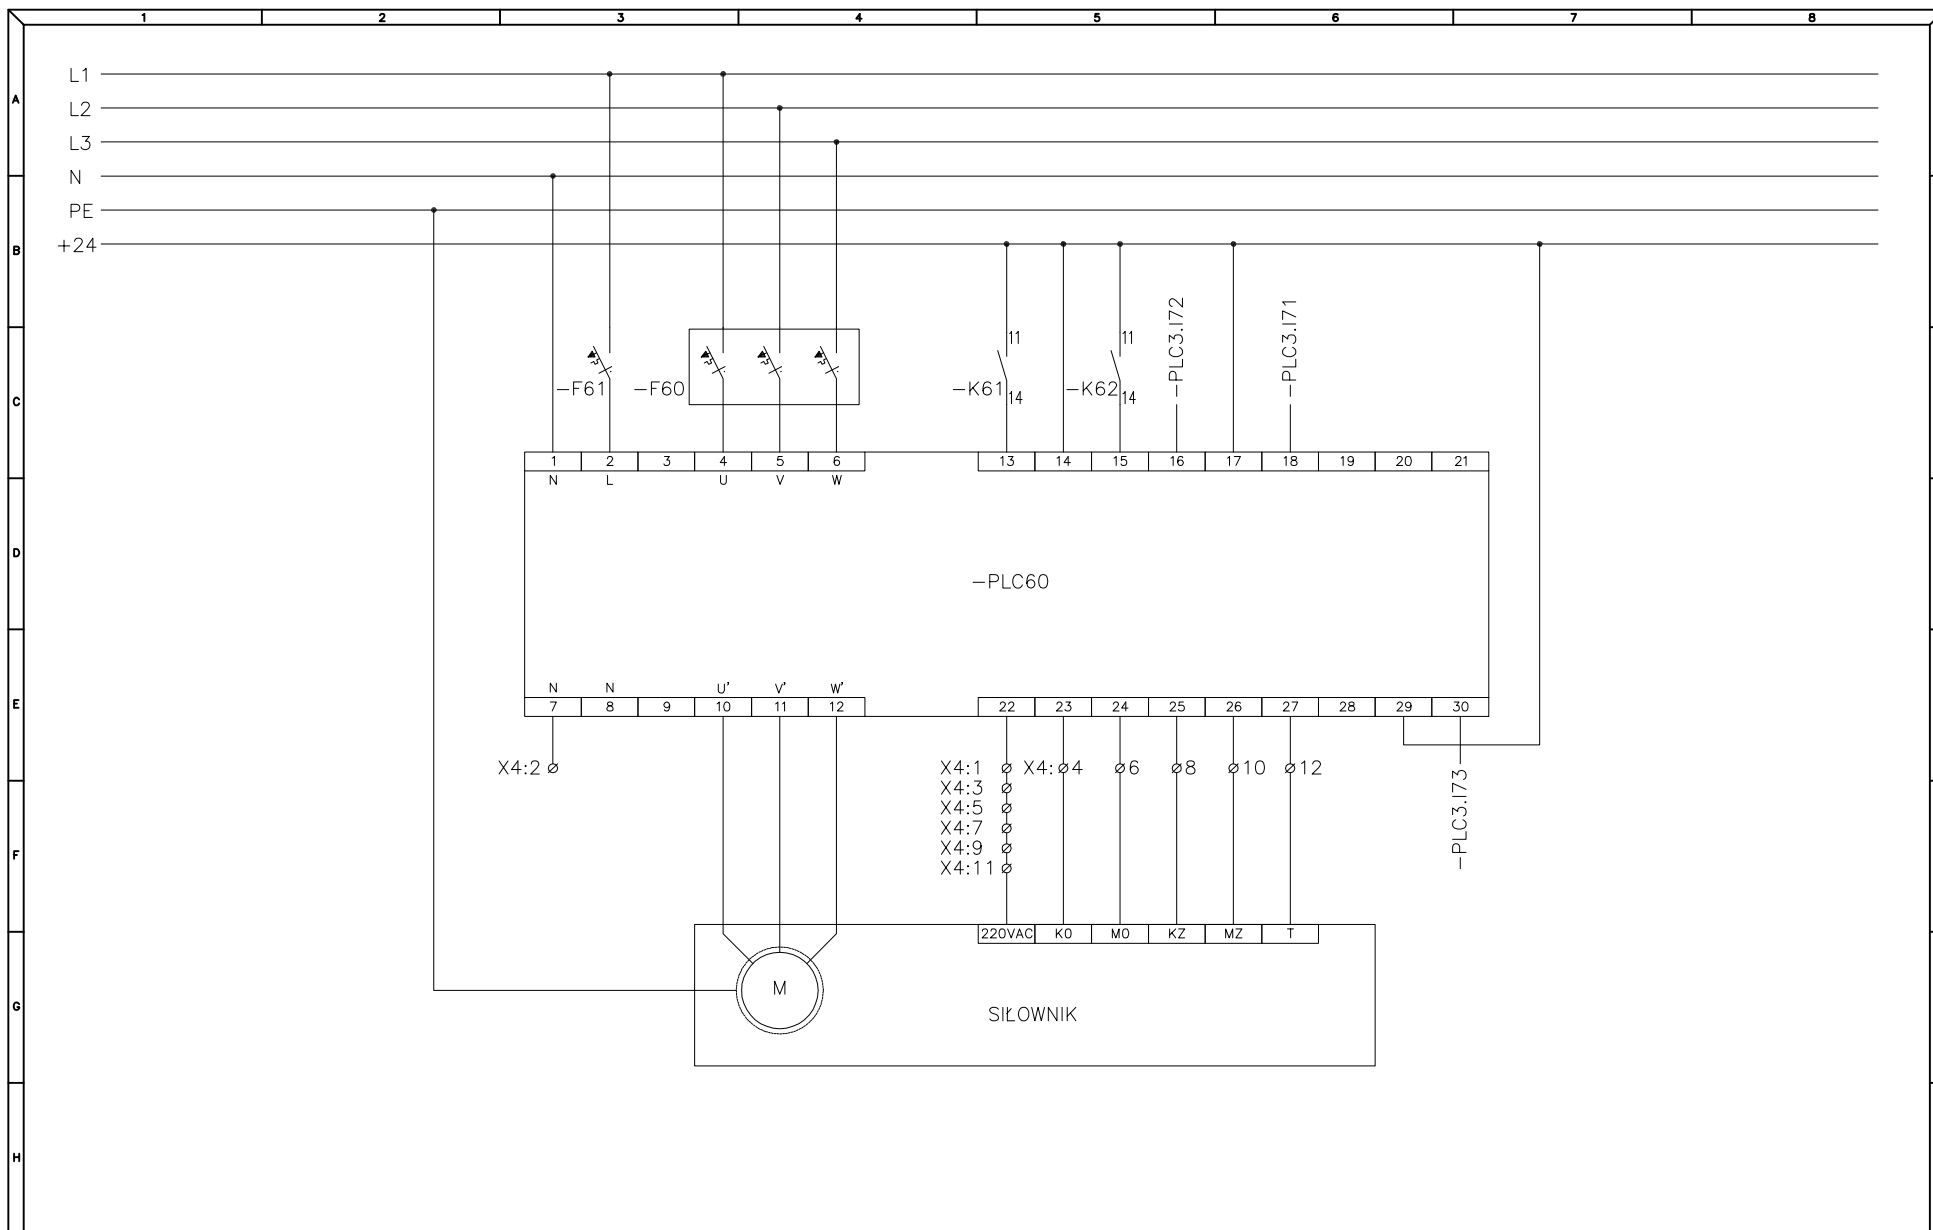 1 2 3 4 5 6 7 8
A
L1
L2
L3
N
PE
B
+24
-PLC3.I72
-PLC3.I71
11 11
C
-F61 -F60 -K61 -K62
14 14
1 2 3 4 5 6 13 14 15 16 17 18 19 20 21
N L U V W
D
-PLC60
N N U' V' W'
E
7 8 9 10 11 12 22 23 24 25 26 27 28 29 30
X4:2 X4:1 X4: 4 6 8 10 12
X4:3
X4:5
X4:7
X4:9
X4:11
-PLC3.I73
F
220VAC KO MO KZ MZ T
M
G
SIŁOWNIK
H